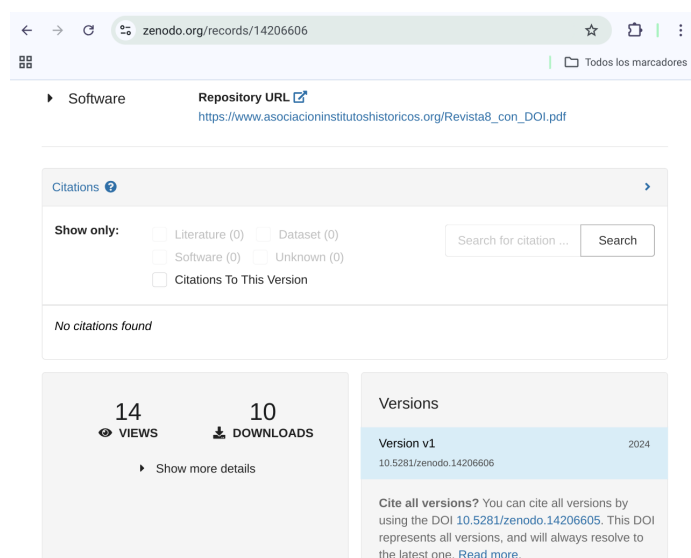 zenodo.org/records/14206606
Todos los marcadores
Software
Repository URL
https://www.asociacioninstitutoshistoricos.org/Revista8_con_DOI.pdf
Citations
Show only:
Literature (0) Dataset (0)
Search for citation ... Search
Software (0) Unknown (0)
Citations To This Version
No citations found
14
VIEWS
10
DOWNLOADS
Show more details
Versions
Version v1 2024
10.5281/zenodo.14206606
Cite all versions? You can cite all versions by
using the DOI 10.5281/zenodo.14206605. This DOI
represents all versions, and will always resolve to
the latest one. Read more.